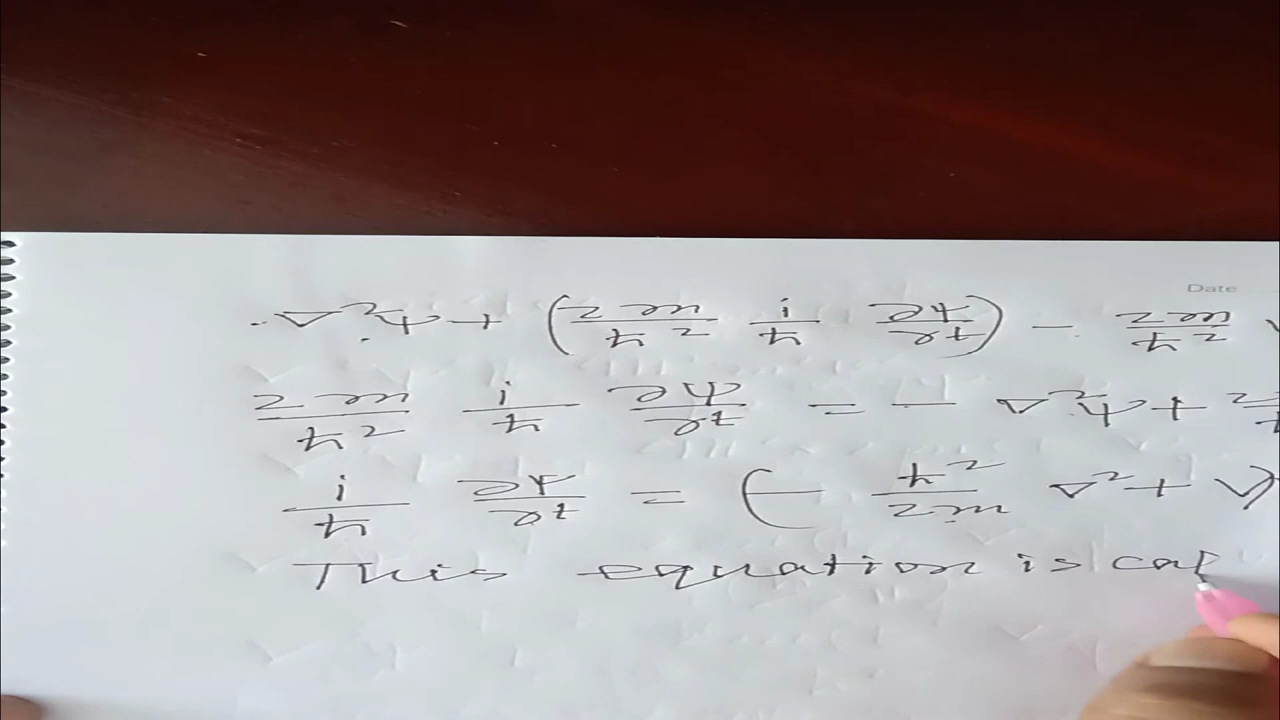 Date
∇²ψ + (2m/ħ² i/ħ ∂ψ/∂t) - 2m/ħ² V
2m/ħ² i/ħ ∂ψ/∂t = - ∇²ψ +
i/ħ ∂ψ/∂t = (- ħ²/2m ∇² + V)
This equation is cal